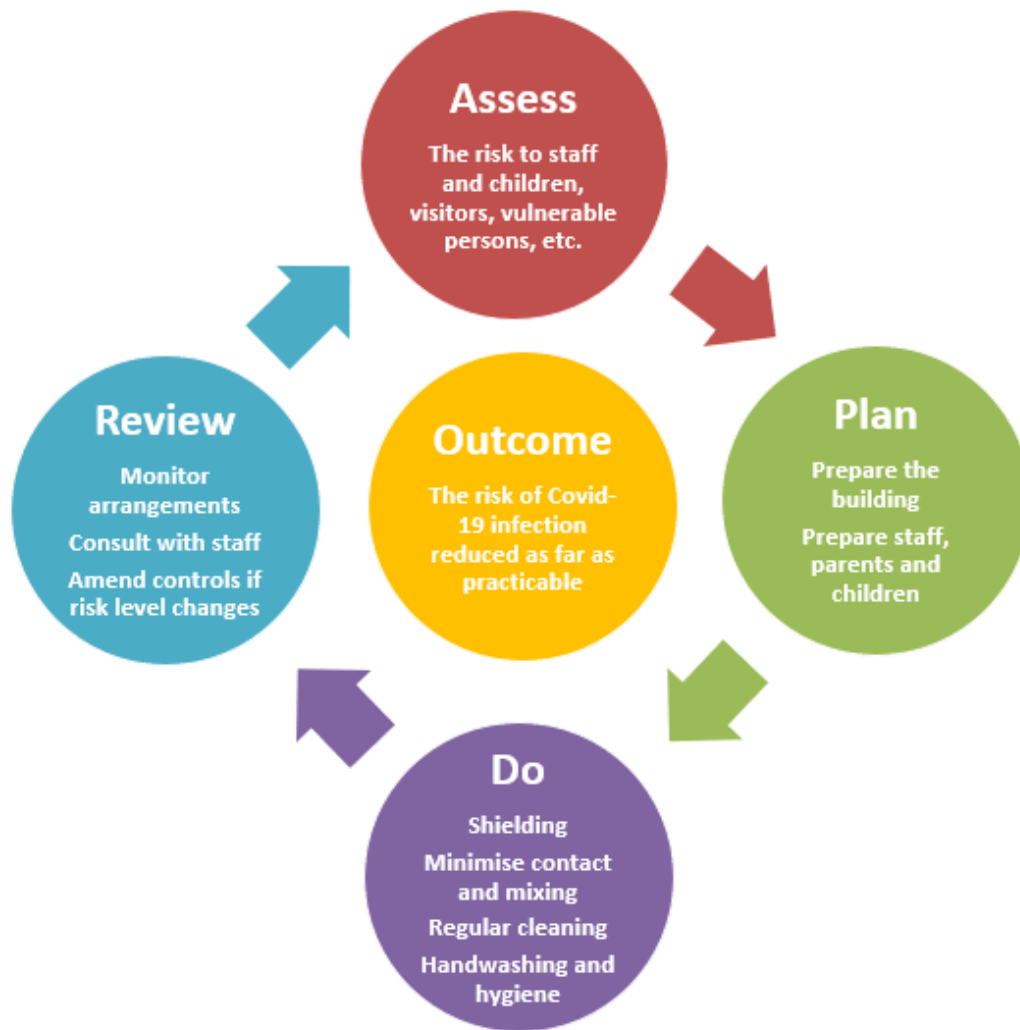 Assess
The risk to staff
and children,
visitors, vulnerable
persons, etc.
Plan
Prepare the
building
Prepare staff,
parents and
children
Do
Shielding
Minimise contact
and mixing
Regular cleaning
Handwashing and
hygiene
Review
Monitor
arrangements
Consult with staff
Amend controls if
risk level changes
Outcome
The risk of Covid-
19 infection
reduced as far as
practicable